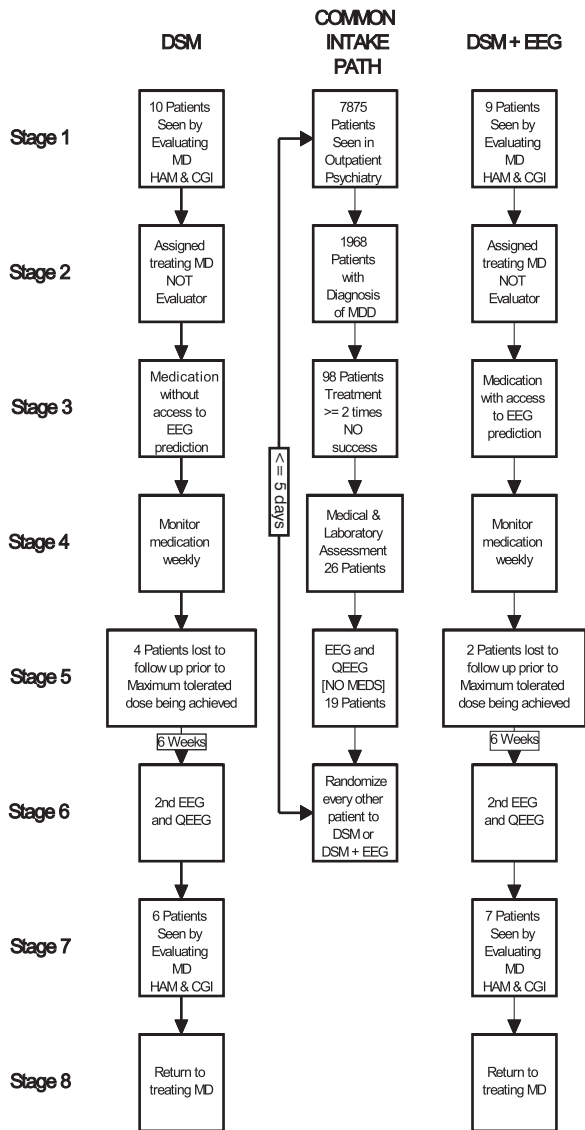 COMMON
INTAKE
PATH
DSM
DSM + EEG
Stage 1
10 Patients
Seen by
Evaluating
MD
HAM & CGI
7875
Patients
Seen in
Outpatient
Psychiatry
9 Patients
Seen by
Evaluating
MD
HAM & CGI
Stage 2
Assigned
treating MD
NOT
Evaluator
1968
Patients
with
Diagnosis
of MDD
Assigned
treating MD
NOT
Evaluator
Stage 3
Medication
without
access to
EEG
prediction
98 Patients
Treatment
>= 2 times
NO
success
Medication
with access
to EEG
prediction
< = 5 days
Stage 4
Monitor
medication
weekly
Medical &
Laboratory
Assessment
26 Patients
Monitor
medication
weekly
Stage 5
4 Patients lost to
follow up prior to
Maximum tolerated
dose being achieved
EEG and
QEEG
[NO MEDS]
19 Patients
2 Patients lost to
follow up prior to
Maximum tolerated
dose being achieved
6 Weeks
6 Weeks
Stage 6
2nd EEG
and QEEG
Randomize
every other
patient to
DSM or
DSM + EEG
2nd EEG
and QEEG
Stage 7
6 Patients
Seen by
Evaluating
MD
HAM & CGI
7 Patients
Seen by
Evaluating
MD
HAM & CGI
Stage 8
Return to
treating MD
Return to
treating MD